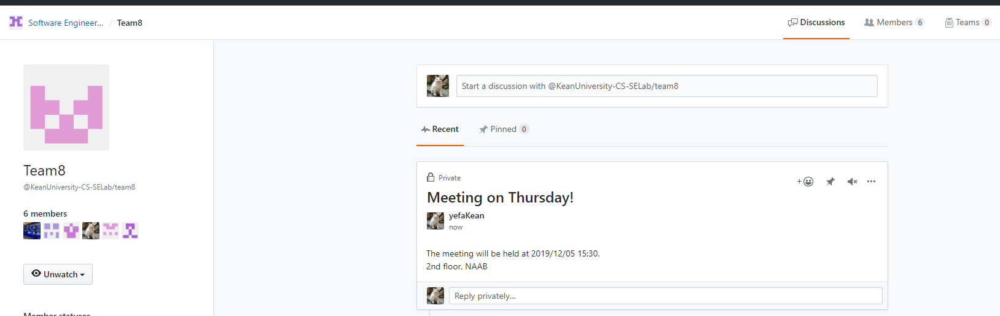 Software Engineer... / Team8
Discussions
Members 6
Teams 0
Start a discussion with @KeanUniversity-CS-SELab/team8
Recent
Pinned 0
Team8
@KeanUniversity-CS-SELab/team8
6 members
Unwatch
Member statuses
Private
Meeting on Thursday!
yefaKean
now
The meeting will be held at 2019/12/05 15:30.
2nd floor, NAAB
Reply privately...